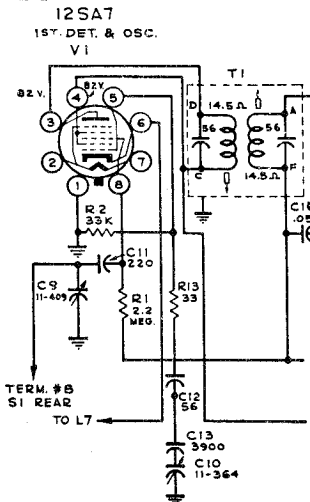 12SA7
1ST. DET. & OSC.
V1
82V.
82 V.
4
5
3
6
2
7
1
8
T1
D
14.5Ω
A
56
56
C
14.5Ω
F
R2
33K
C11
220
C9
11-409
R1
2.2
MEG.
R13
33
C16
.05
TERM. #8
S1 REAR
TO L7
C12
56
C13
3900
C10
11-364